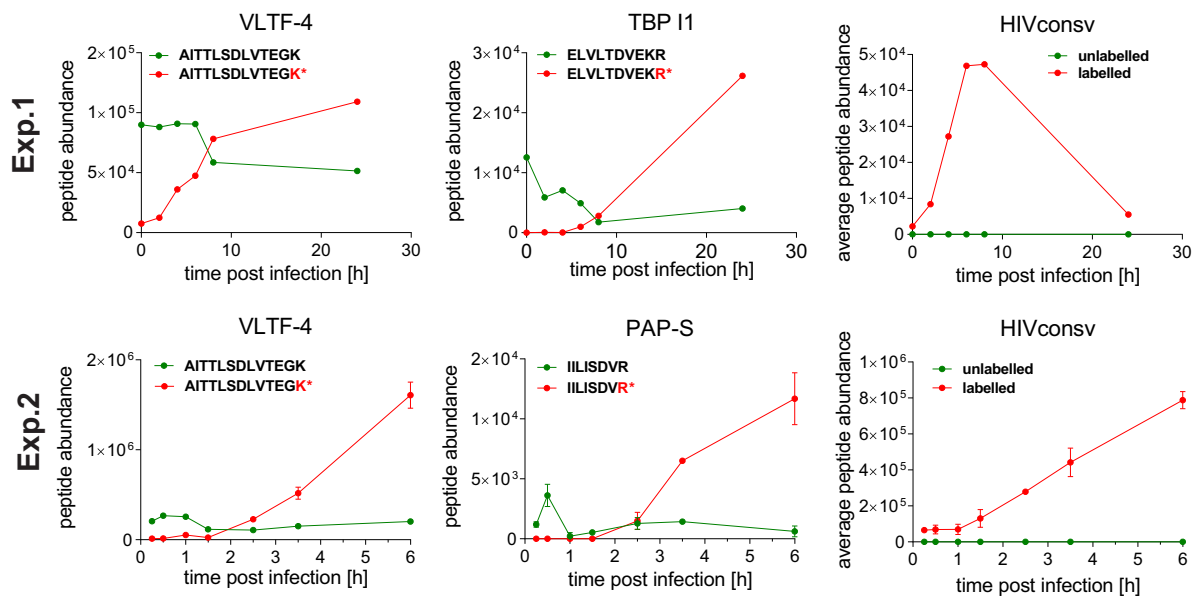 Exp.1
VLTF-4
peptide abundance
2×10⁵
1×10⁵
5×10⁴
0
AITTLSDLVTEGK
AITTLSDLVTEGK*
0 10 20 30
time post infection [h]
TBP I1
peptide abundance
3×10⁴
2×10⁴
1×10⁴
0
ELVLTDVEKR
ELVLTDVEKR*
0 10 20 30
time post infection [h]
HIVconsv
average peptide abundance
5×10⁴
4×10⁴
3×10⁴
2×10⁴
1×10⁴
0
unlabelled
labelled
0 10 20 30
time post infection [h]
Exp.2
VLTF-4
peptide abundance
2×10⁶
1×10⁶
0
AITTLSDLVTEGK
AITTLSDLVTEGK*
0 1 2 3 4 5 6
time post infection [h]
PAP-S
peptide abundance
2×10⁴
1×10⁴
5×10³
0
IILISDVR
IILISDVR*
0 1 2 3 4 5 6
time post infection [h]
HIVconsv
average peptide abundance
1×10⁶
8×10⁵
6×10⁵
4×10⁵
2×10⁵
0
unlabelled
labelled
0 1 2 3 4 5 6
time post infection [h]